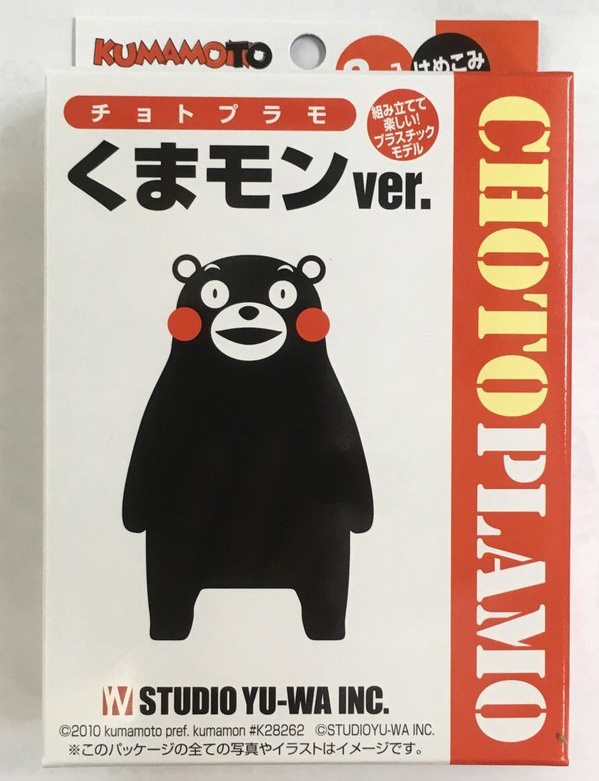 KUMAMOTO
はめこみ
チョトプラモ
組み立てて
楽しい!
プラスチック
モデル
くまモン ver.
CHOTOPLAMO
STUDIO YU-WA INC.
©2010 kumamoto pref. kumamon #K28262 ©STUDIOYU-WA INC.
※このパッケージの全ての写真やイラストはイメージです。